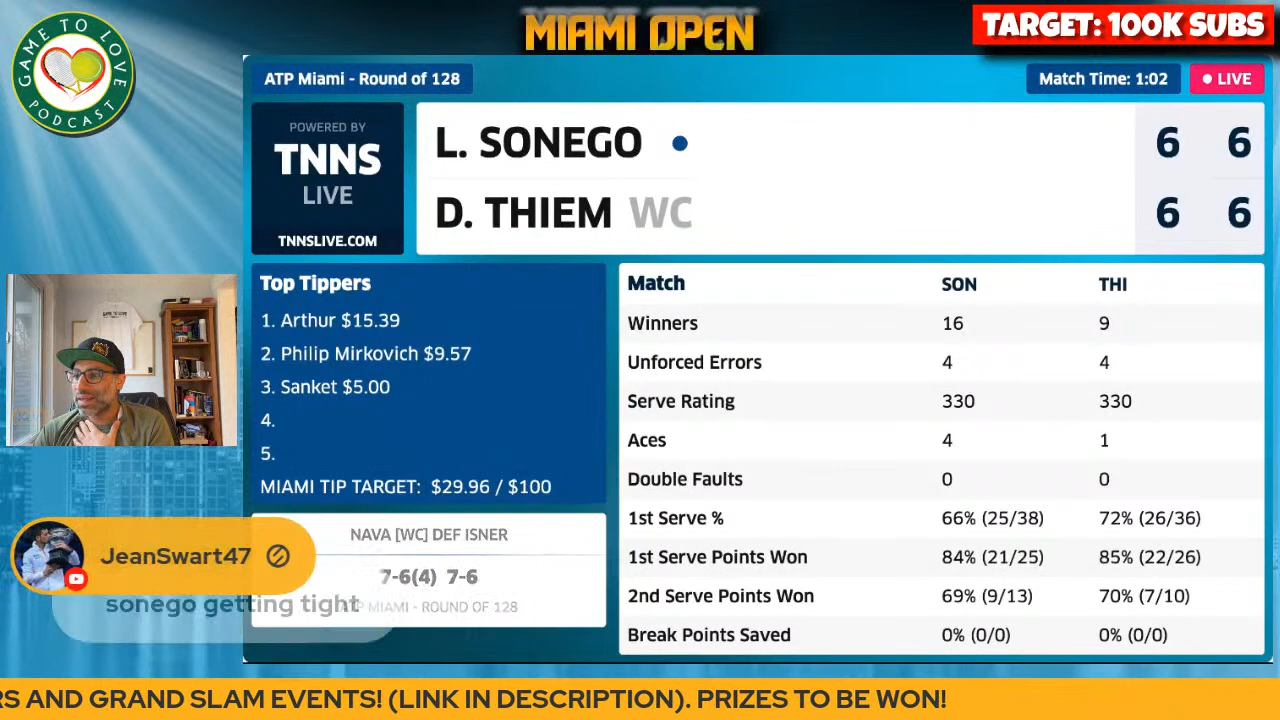 GAME TO LOVE
PODCAST
MIAMI OPEN
TARGET: 100K SUBS
ATP Miami - Round of 128
Match Time: 1:02
LIVE
POWERED BY
TNNS
LIVE
TNNSLIVE.COM
L. SONEGO 6 6
D. THIEM WC 6 6
Top Tippers
1. Arthur $15.39
2. Philip Mirkovich $9.57
3. Sanket $5.00
4.
5.
MIAMI TIP TARGET: $29.96 / $100
Match SON THI
Winners 16 9
Unforced Errors 4 4
Serve Rating 330 330
Aces 4 1
Double Faults 0 0
1st Serve % 66% (25/38) 72% (26/36)
1st Serve Points Won 84% (21/25) 85% (22/26)
2nd Serve Points Won 69% (9/13) 70% (7/10)
Break Points Saved 0% (0/0) 0% (0/0)
NAVA [WC] DEF ISNER
7-6(4) 7-6
ATP MIAMI - ROUND OF 128
JeanSwart47
sonego getting tight
RS AND GRAND SLAM EVENTS! (LINK IN DESCRIPTION). PRIZES TO BE WON!